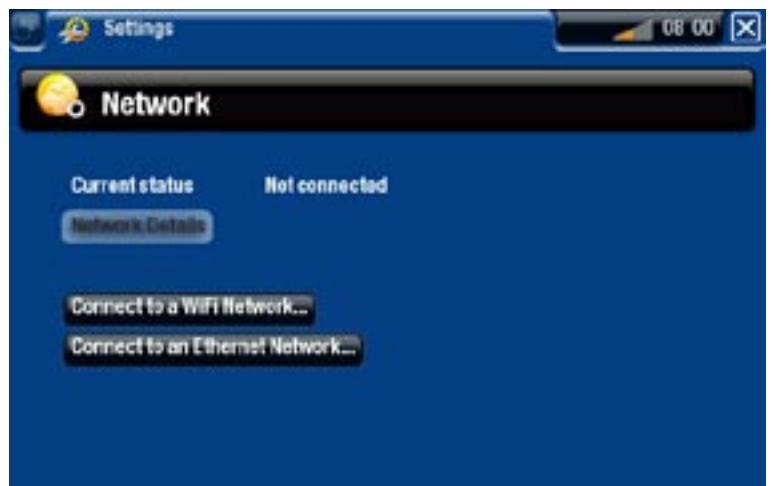 Settings
08 00
Network
Current status Not connected
Network Details
Connect to a WiFi Network...
Connect to an Ethernet Network...